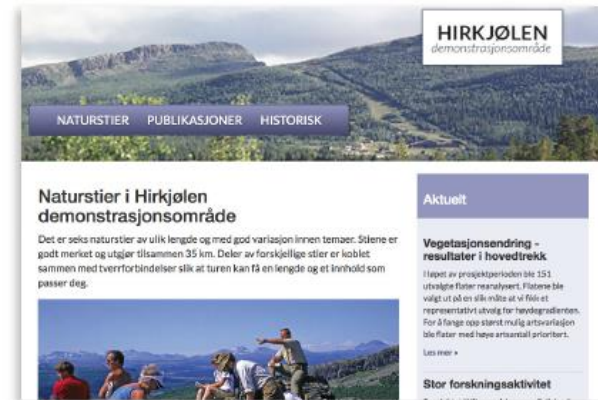 HIRKJØLEN
demonstrasjonsområde
NATURSTIER PUBLIKASJONER HISTORISK
Naturstier i Hirkjølen
demonstrasjonsområde
Det er seks naturstier av ulik lengde og med god variasjon innen temaer. Stiene er
godt merket og utgjør tilsammen 35 km. Deler av forskjellige stier er koblet
sammen med tverrforbindelser slik at turen kan få en lengde og et innhold som
passer deg.
Aktuelt
Vegetasjonsendring -
resultater i hovedtrekk
I løpet av prosjektperioden ble 151
utvalgte flater reanalysert. Flatene ble
valgt ut på en slik måte at vi fikk et
representativt utvalg for høydegradienten.
For å fange opp størst mulig artsvariasjon
ble flater med høye artsantall prioritert.
Les mer »
Stor forskningsaktivitet